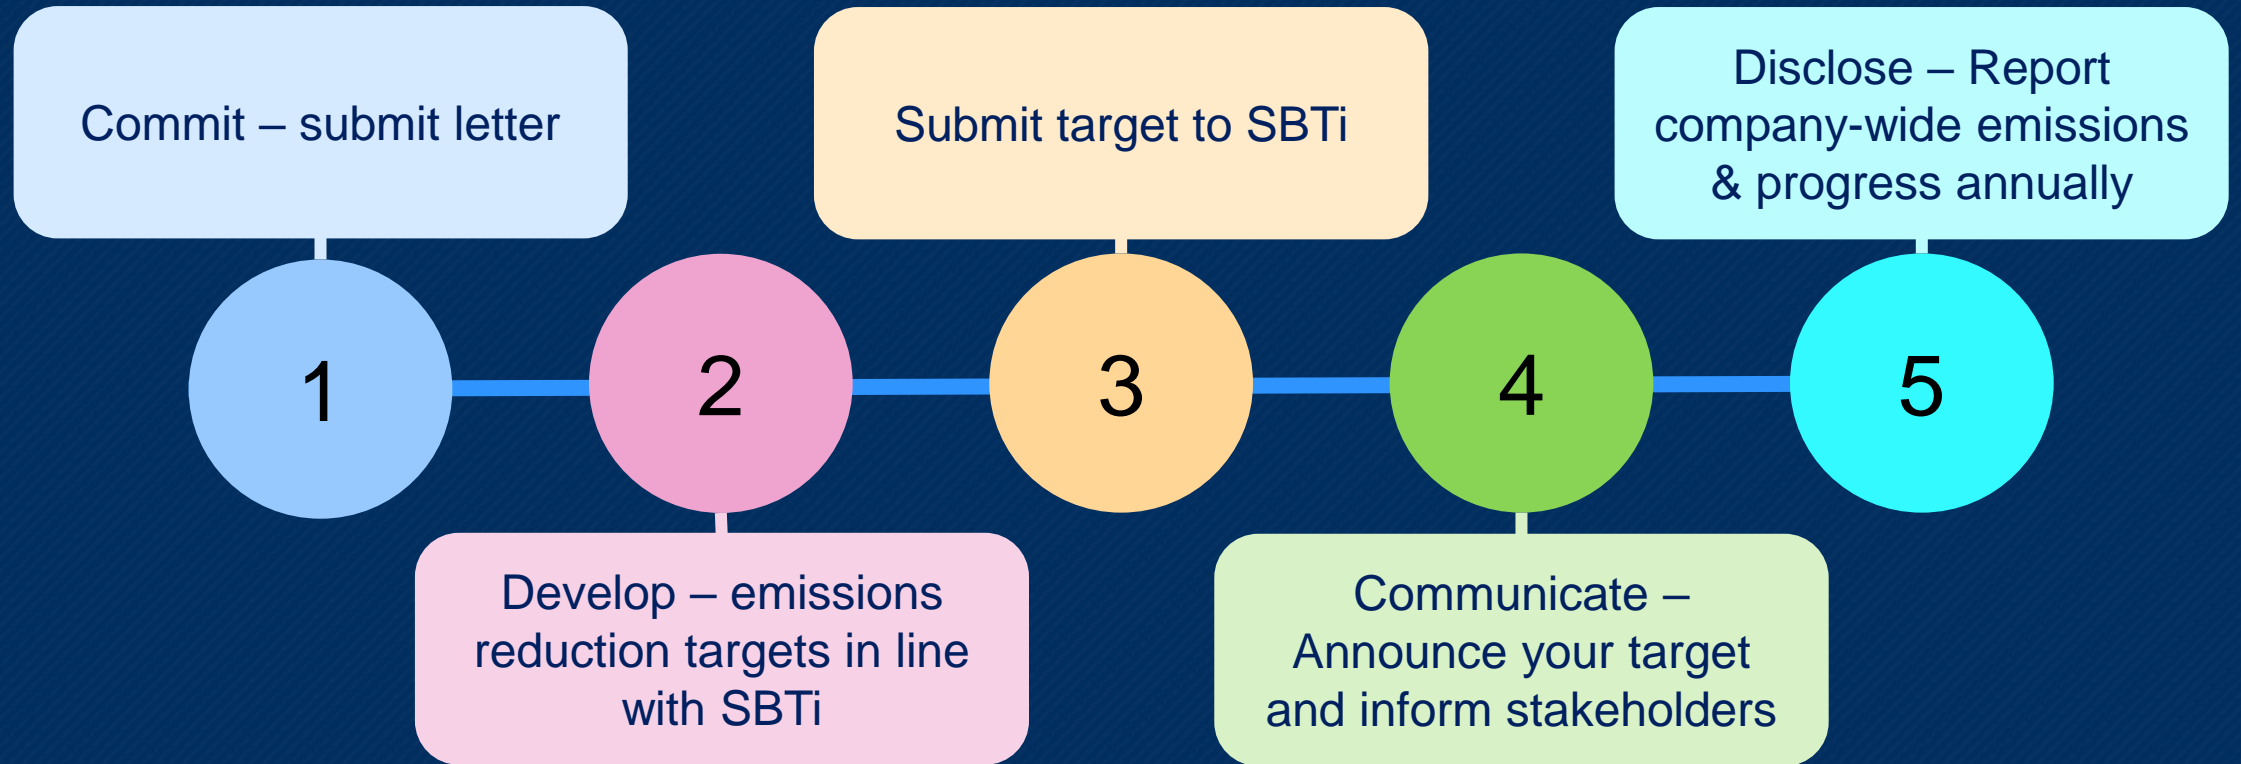 Commit – submit letter
1
Develop – emissions
reduction targets in line
with SBTi
2
Submit target to SBTi
3
Communicate –
Announce your target
and inform stakeholders
4
Disclose – Report
company-wide emissions
& progress annually
5